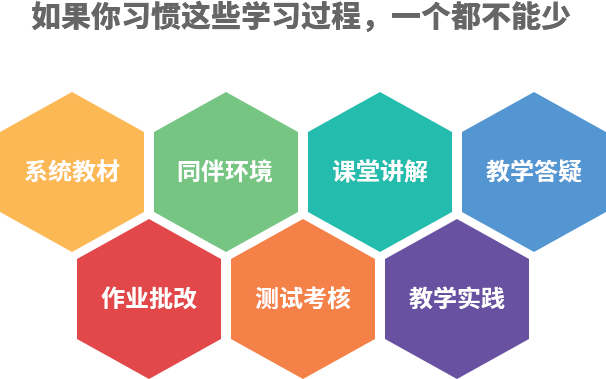 如果你习惯这些学习过程，一个都不能少
系统教材
同伴环境
课堂讲解
教学答疑
作业批改
测试考核
教学实践